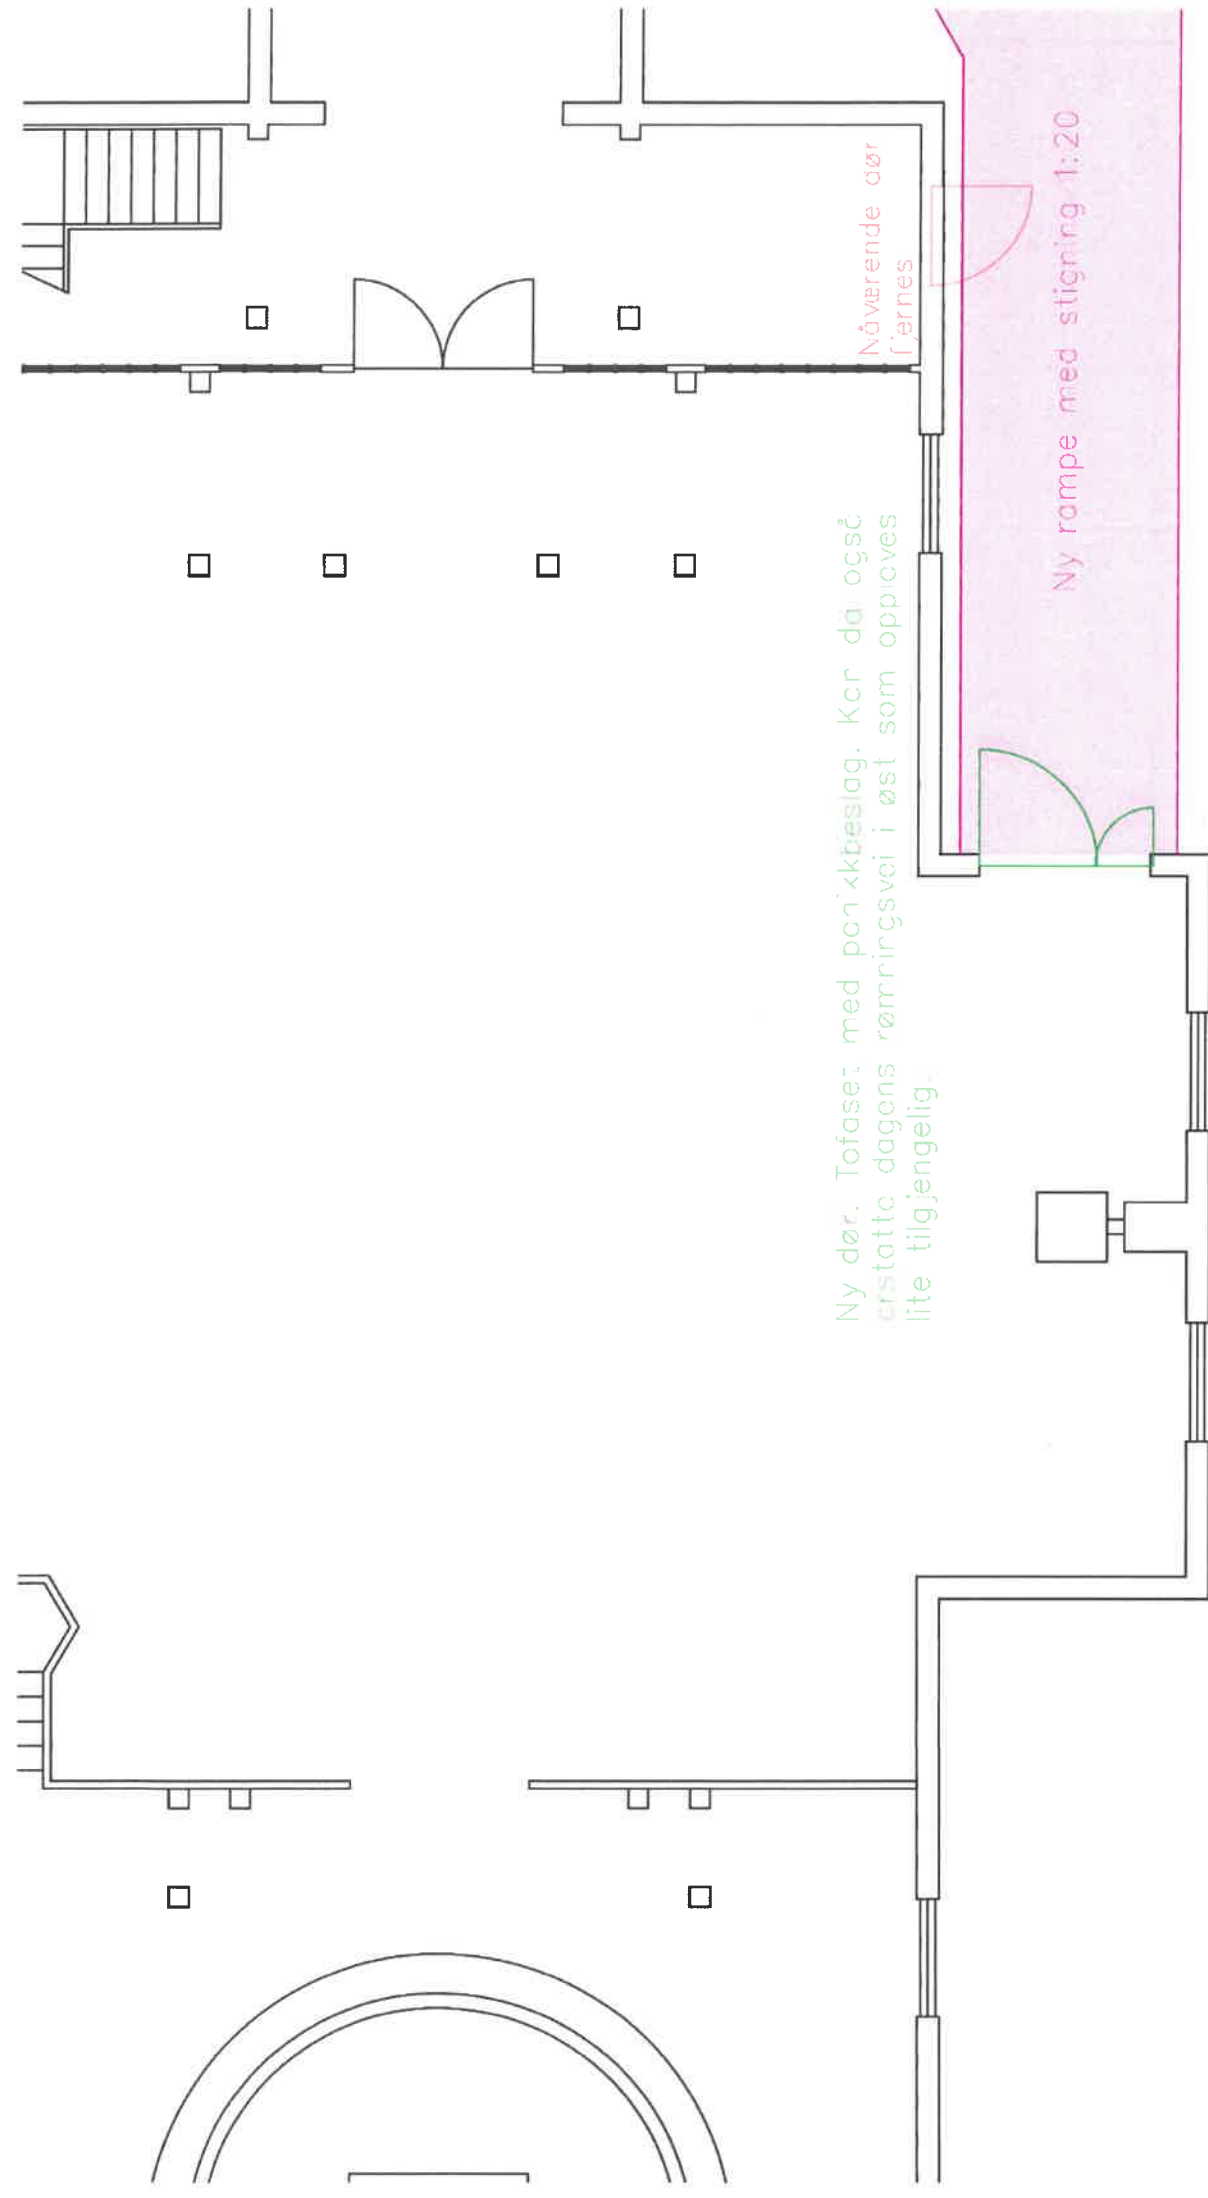 Nåværende dør
fjernes
Ny rampe med stigning 1:20
Ny dør. Tofløset med panikkbeslag. Kan da også
erstatte dagens rømningsvei i øst som oppleves
lite tilgjengelig.